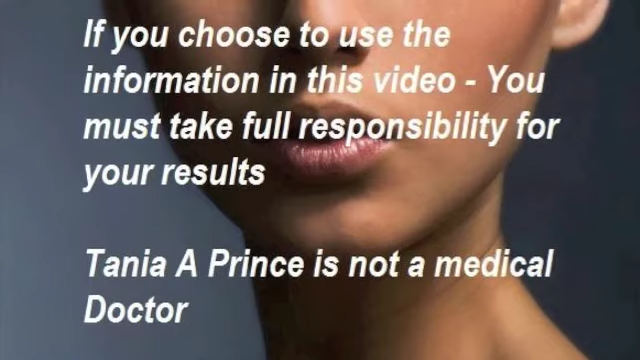 If you choose to use the
information in this video - You
must take full responsibility for
your results
Tania A Prince is not a medical
Doctor